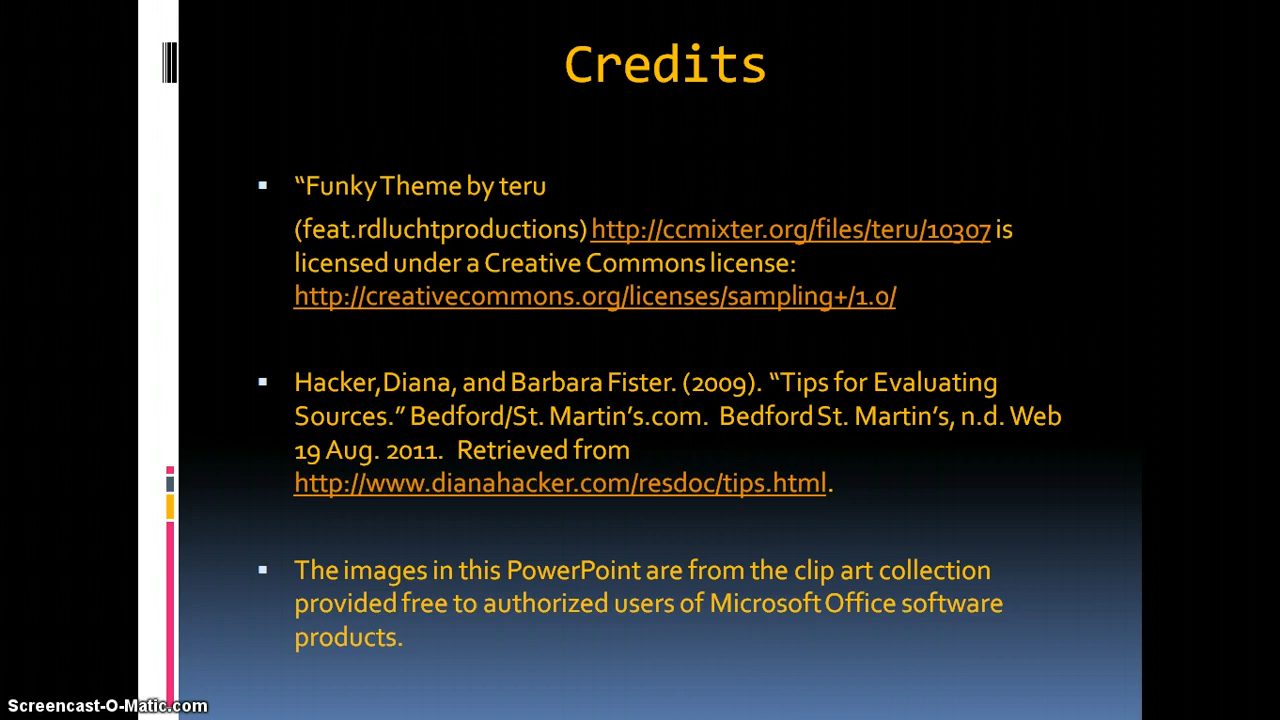 Credits
▪ “Funky Theme by teru
(feat.rdluchtproductions) http://ccmixter.org/files/teru/10307 is
licensed under a Creative Commons license:
http://creativecommons.org/licenses/sampling+/1.0/
▪ Hacker,Diana, and Barbara Fister. (2009). “Tips for Evaluating
Sources.” Bedford/St. Martin’s.com. Bedford St. Martin’s, n.d. Web
19 Aug. 2011. Retrieved from
http://www.dianahacker.com/resdoc/tips.html.
▪ The images in this PowerPoint are from the clip art collection
provided free to authorized users of Microsoft Office software
products.
Screencast-O-Matic.com